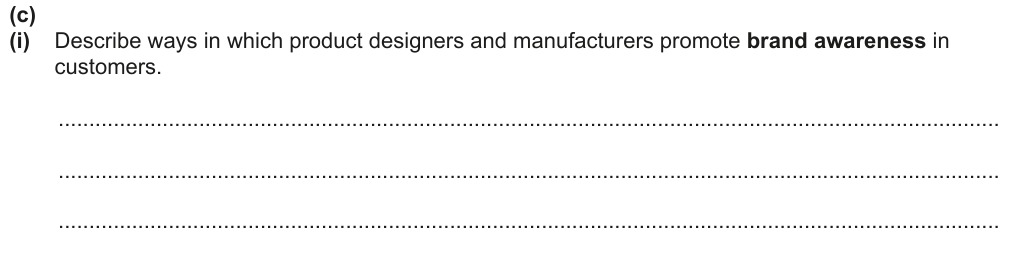 (c)
(i) Describe ways in which product designers and manufacturers promote brand awareness in
customers.